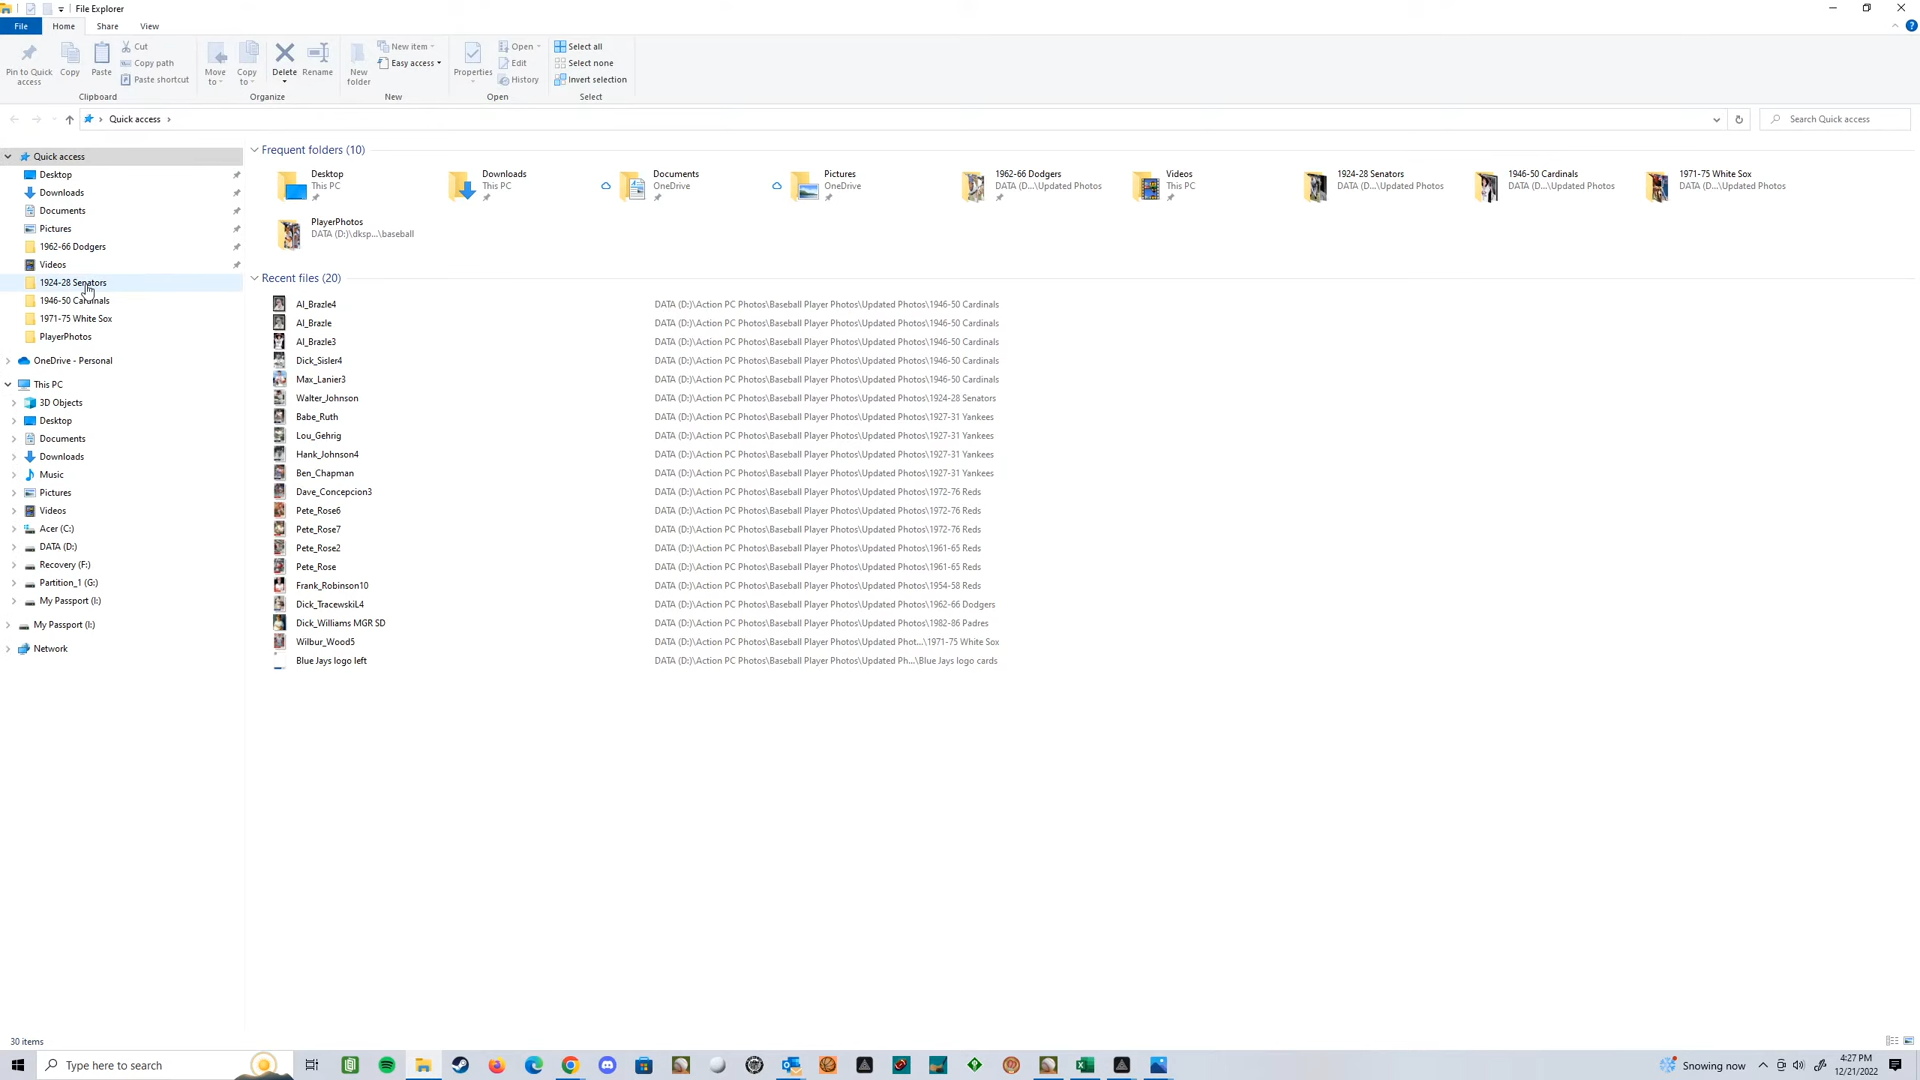 File Explorer
File Home Share View
Pin to Quick access
Copy
Paste
Cut
Copy path
Paste shortcut
Clipboard
Move to
Copy to
Delete
Rename
Organize
New folder
New item
Easy access
New
Properties
Open
Edit
History
Open
Select all
Select none
Invert selection
Select
Quick access
Search Quick access
Quick access
Desktop
Downloads
Documents
Pictures
1962-66 Dodgers
Videos
1924-28 Senators
1946-50 Cardinals
1971-75 White Sox
PlayerPhotos
OneDrive - Personal
This PC
3D Objects
Desktop
Documents
Downloads
Music
Pictures
Videos
Acer (C:)
DATA (D:)
Recovery (F:)
Partition_1 (G:)
My Passport (I:)
My Passport (I:)
Network
Frequent folders (10)
Desktop
This PC
Downloads
This PC
Documents
OneDrive
Pictures
OneDrive
1962-66 Dodgers
DATA (D...\Updated Photos
Videos
This PC
1924-28 Senators
DATA (D...\Updated Photos
1946-50 Cardinals
DATA (D...\Updated Photos
1971-75 White Sox
DATA (D...\Updated Photos
PlayerPhotos
DATA (D:)\dksp...\baseball
Recent files (20)
Al_Brazle4 DATA (D:)\Action PC Photos\Baseball Player Photos\Updated Photos\1946-50 Cardinals
Al_Brazle DATA (D:)\Action PC Photos\Baseball Player Photos\Updated Photos\1946-50 Cardinals
Al_Brazle3 DATA (D:)\Action PC Photos\Baseball Player Photos\Updated Photos\1946-50 Cardinals
Dick_Sisler4 DATA (D:)\Action PC Photos\Baseball Player Photos\Updated Photos\1946-50 Cardinals
Max_Lanier3 DATA (D:)\Action PC Photos\Baseball Player Photos\Updated Photos\1946-50 Cardinals
Walter_Johnson DATA (D:)\Action PC Photos\Baseball Player Photos\Updated Photos\1924-28 Senators
Babe_Ruth DATA (D:)\Action PC Photos\Baseball Player Photos\Updated Photos\1927-31 Yankees
Lou_Gehrig DATA (D:)\Action PC Photos\Baseball Player Photos\Updated Photos\1927-31 Yankees
Hank_Johnson4 DATA (D:)\Action PC Photos\Baseball Player Photos\Updated Photos\1927-31 Yankees
Ben_Chapman DATA (D:)\Action PC Photos\Baseball Player Photos\Updated Photos\1927-31 Yankees
Dave_Concepcion3 DATA (D:)\Action PC Photos\Baseball Player Photos\Updated Photos\1972-76 Reds
Pete_Rose6 DATA (D:)\Action PC Photos\Baseball Player Photos\Updated Photos\1972-76 Reds
Pete_Rose7 DATA (D:)\Action PC Photos\Baseball Player Photos\Updated Photos\1972-76 Reds
Pete_Rose2 DATA (D:)\Action PC Photos\Baseball Player Photos\Updated Photos\1961-65 Reds
Pete_Rose DATA (D:)\Action PC Photos\Baseball Player Photos\Updated Photos\1961-65 Reds
Frank_Robinson10 DATA (D:)\Action PC Photos\Baseball Player Photos\Updated Photos\1954-58 Reds
Dick_TracewskiL4 DATA (D:)\Action PC Photos\Baseball Player Photos\Updated Photos\1962-66 Dodgers
Dick_Williams MGR SD DATA (D:)\Action PC Photos\Baseball Player Photos\Updated Photos\1982-86 Padres
Wilbur_Wood5 DATA (D:)\Action PC Photos\Baseball Player Photos\Updated Phot...\1971-75 White Sox
Blue Jays logo left DATA (D:)\Action PC Photos\Baseball Player Photos\Updated Ph...\Blue Jays logo cards
30 items
Type here to search
Snowing now
4:27 PM
12/21/2022